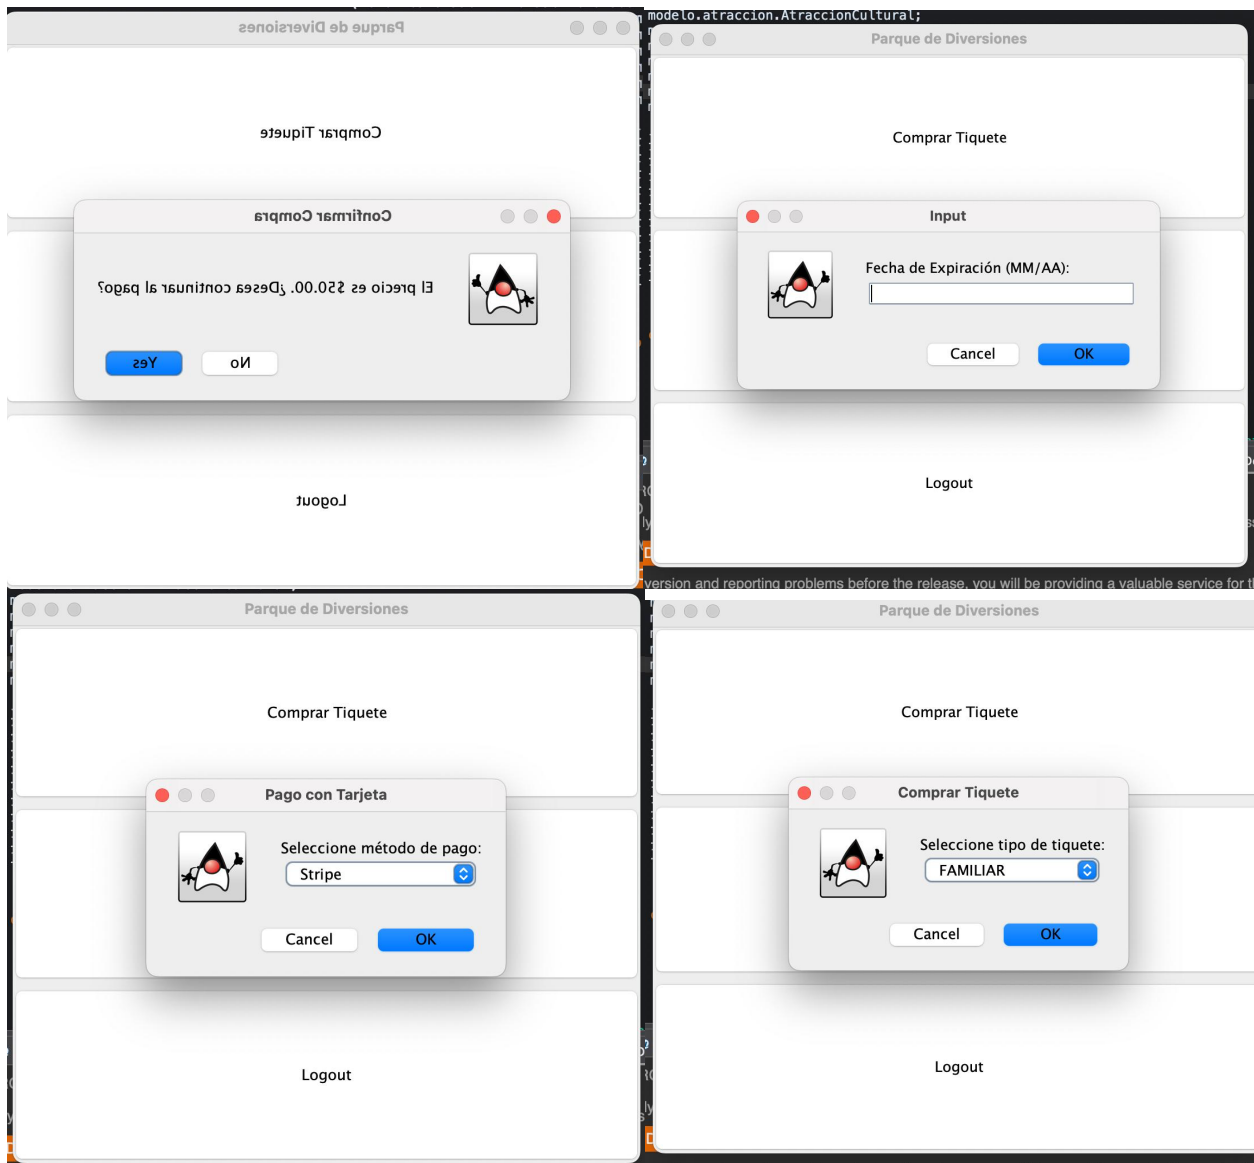 Parque de Diversiones
Comprar Tiquete
Confirmar Compra
El precio es $50.00. ¿Desea continuar al pago?
Yes
No
Logout
modelo.atraccion.AtraccionCultural;
Parque de Diversiones
Comprar Tiquete
Input
Fecha de Expiración (MM/AA):
Cancel
OK
Logout
version and reporting problems before the release, you will be providing a valuable service for
Parque de Diversiones
Comprar Tiquete
Pago con Tarjeta
Seleccione método de pago:
Stripe
Cancel
OK
Logout
Parque de Diversiones
Comprar Tiquete
Comprar Tiquete
Seleccione tipo de tiquete:
FAMILIAR
Cancel
OK
Logout